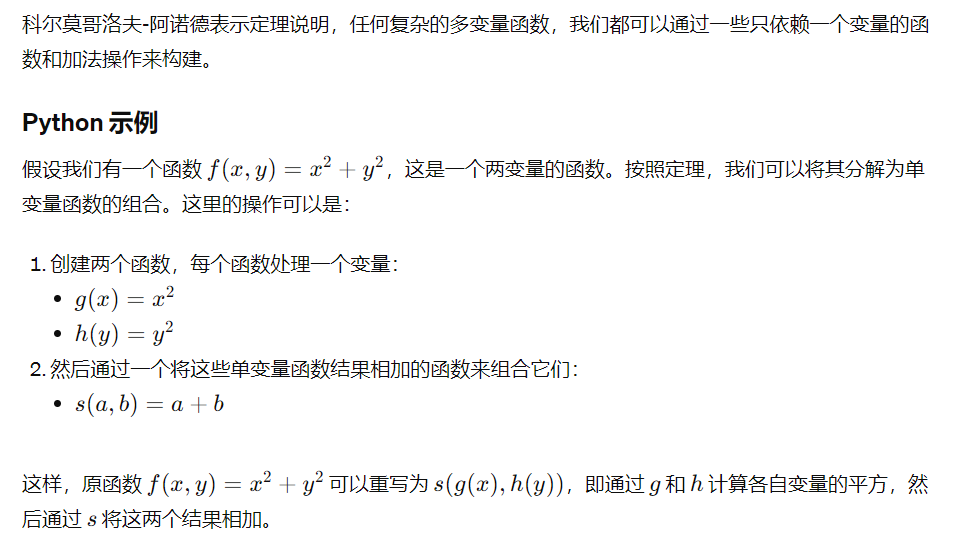 科尔莫哥洛夫-阿诺德表示定理说明，任何复杂的多变量函数，我们都可以通过一些只依赖一个变量的函
数和加法操作来构建。
Python 示例
假设我们有一个函数 f(x, y) = x² + y²，这是一个两变量的函数。按照定理，我们可以将其分解为单
变量函数的组合。这里的操作可以是：
1. 创建两个函数，每个函数处理一个变量：
• g(x) = x²
• h(y) = y²
2. 然后通过一个将这些单变量函数结果相加的函数来组合它们：
• s(a, b) = a + b
这样，原函数 f(x, y) = x² + y² 可以重写为 s(g(x), h(y))，即通过 g 和 h 计算各自变量的平方，然
后通过 s 将这两个结果相加。